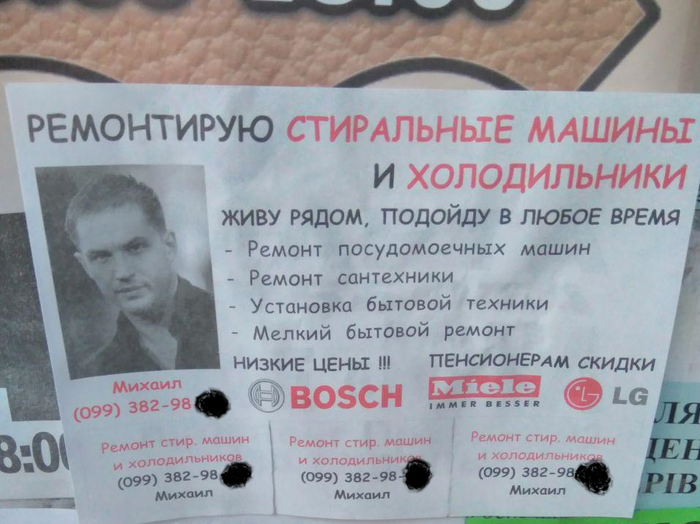 РЕМОНТИРУЮ СТИРАЛЬНЫЕ МАШИНЫ
И ХОЛОДИЛЬНИКИ
ЖИВУ РЯДОМ, ПОДОЙДУ В ЛЮБОЕ ВРЕМЯ
- Ремонт посудомоечных машин
- Ремонт сантехники
- Установка бытовой техники
- Мелкий бытовой ремонт
НИЗКИЕ ЦЕНЫ !!! ПЕНСИОНЕРАМ СКИДКИ
BOSCH Miele LG
IMMER BESSER
Михаил
(099) 382-98
Ремонт стир. машин
и холодильников
(099) 382-98-
Михаил
Ремонт стир. машин
и холодильников
(099) 382-98-
Михаил
Ремонт стир. машин
и холодильников
(099) 382-98
Михаил
8:00